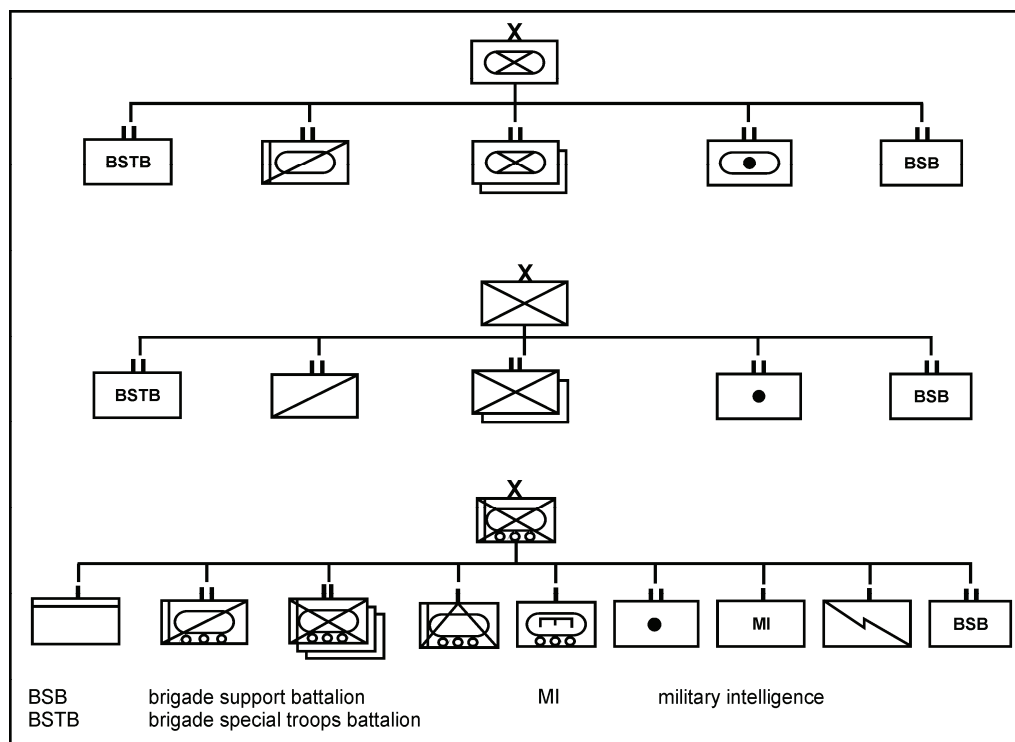 X
BSTB
BSB
X
BSTB
BSB
X
MI
BSB
BSB brigade support battalion MI military intelligence
BSTB brigade special troops battalion